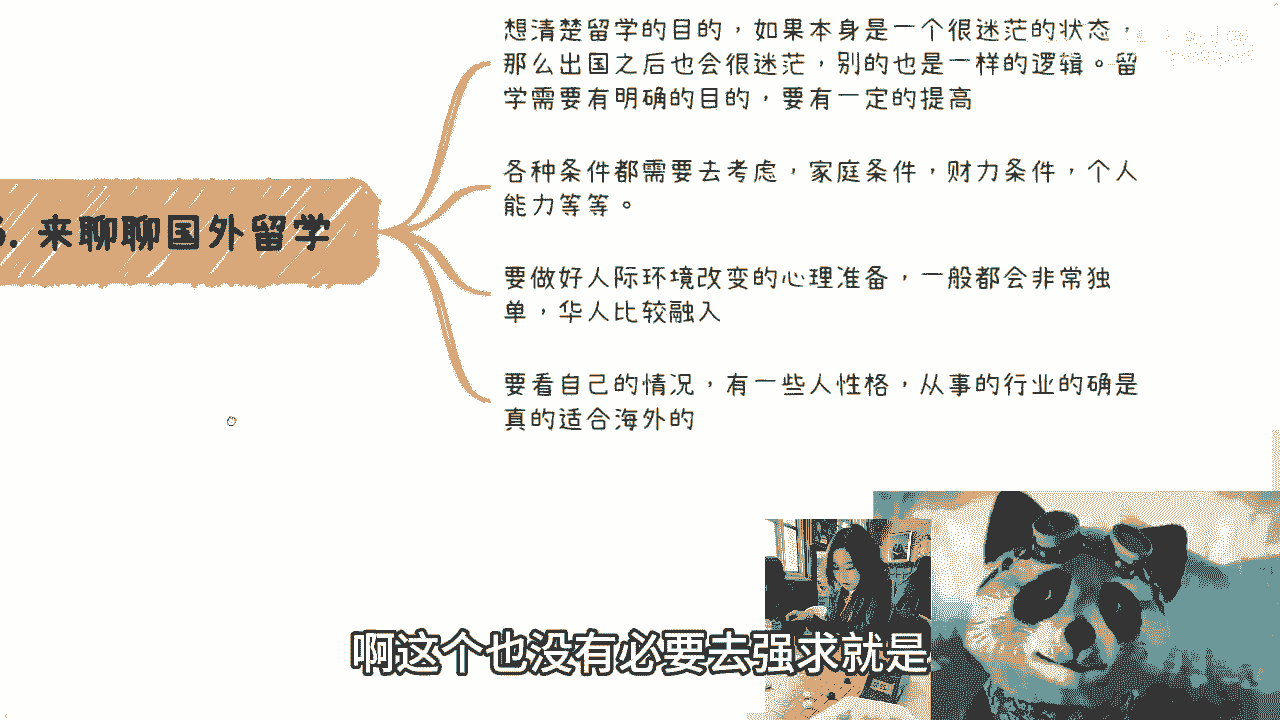 想清楚留学的目的，如果本身是一个很迷茫的状态，
那么出国之后也会很迷茫，别的也是一样的逻辑。留
学需要有明确的目的，要有一定的提高
各种条件都需要去考虑，家庭条件，财力条件，个人
能力等等。
. 来聊聊国外留学
要做好人际环境改变的心理准备，一般都会非常独
单，华人比较融入
要看自己的情况，有一些人性格，从事的行业的确是
真的适合海外的
啊这个也没有必要去强求就是